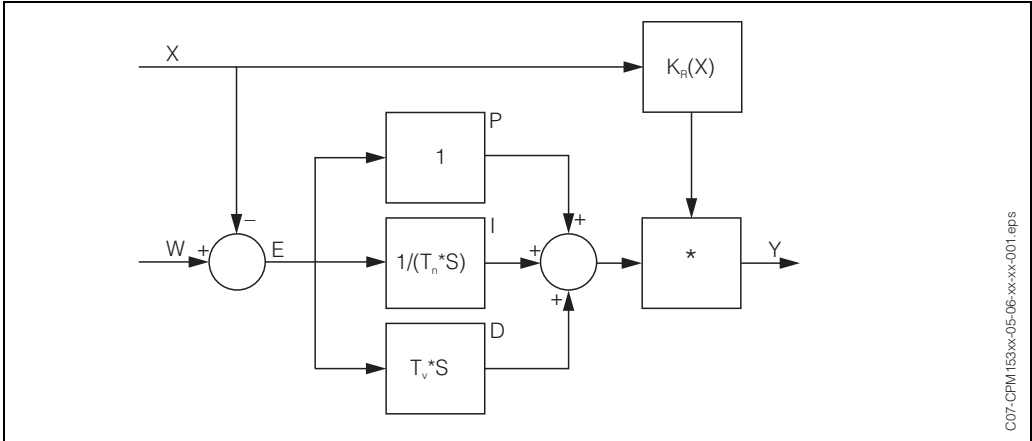 X
K_R(X)
P
1
I
W + − E
1/(T_n*S)
+ + +
*
Y
D
T_v*S
C07-CPM153xx-05-06-xx-xx-001.eps